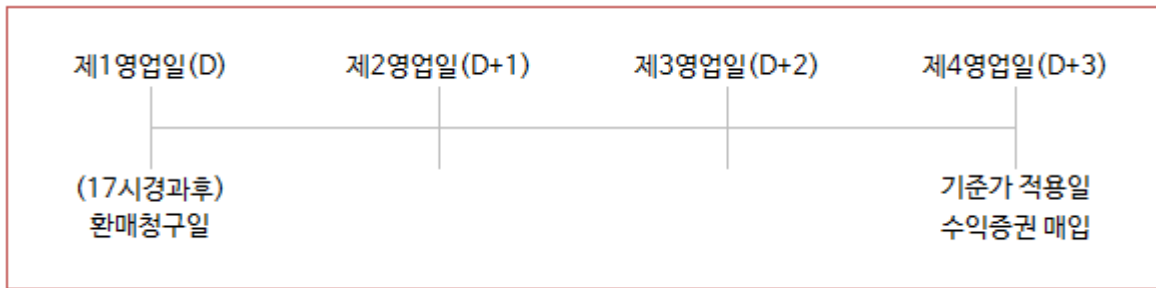 제1영업일(D) 제2영업일(D+1) 제3영업일(D+2) 제4영업일(D+3)
(17시경과후) 기준가 적용일
환매청구일 수익증권 매입